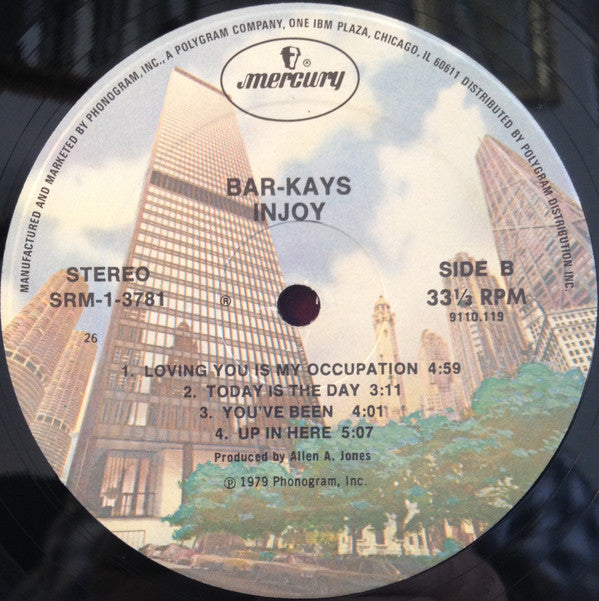 MANUFACTURED AND MARKETED BY PHONOGRAM, INC., A POLYGRAM COMPANY, ONE IBM PLAZA, CHICAGO, IL 60611 DISTRIBUTED BY POLYGRAM DISTRIBUTION INC.
®
mercury
BAR-KAYS
INJOY
STEREO
SRM-1-3781
®
SIDE B
33⅓ RPM
9110.119
26
1. LOVING YOU IS MY OCCUPATION 4:59
2. TODAY IS THE DAY 3:11
3. YOU'VE BEEN 4:01
4. UP IN HERE 5:07
Produced by Allen A. Jones
℗ 1979 Phonogram, Inc.